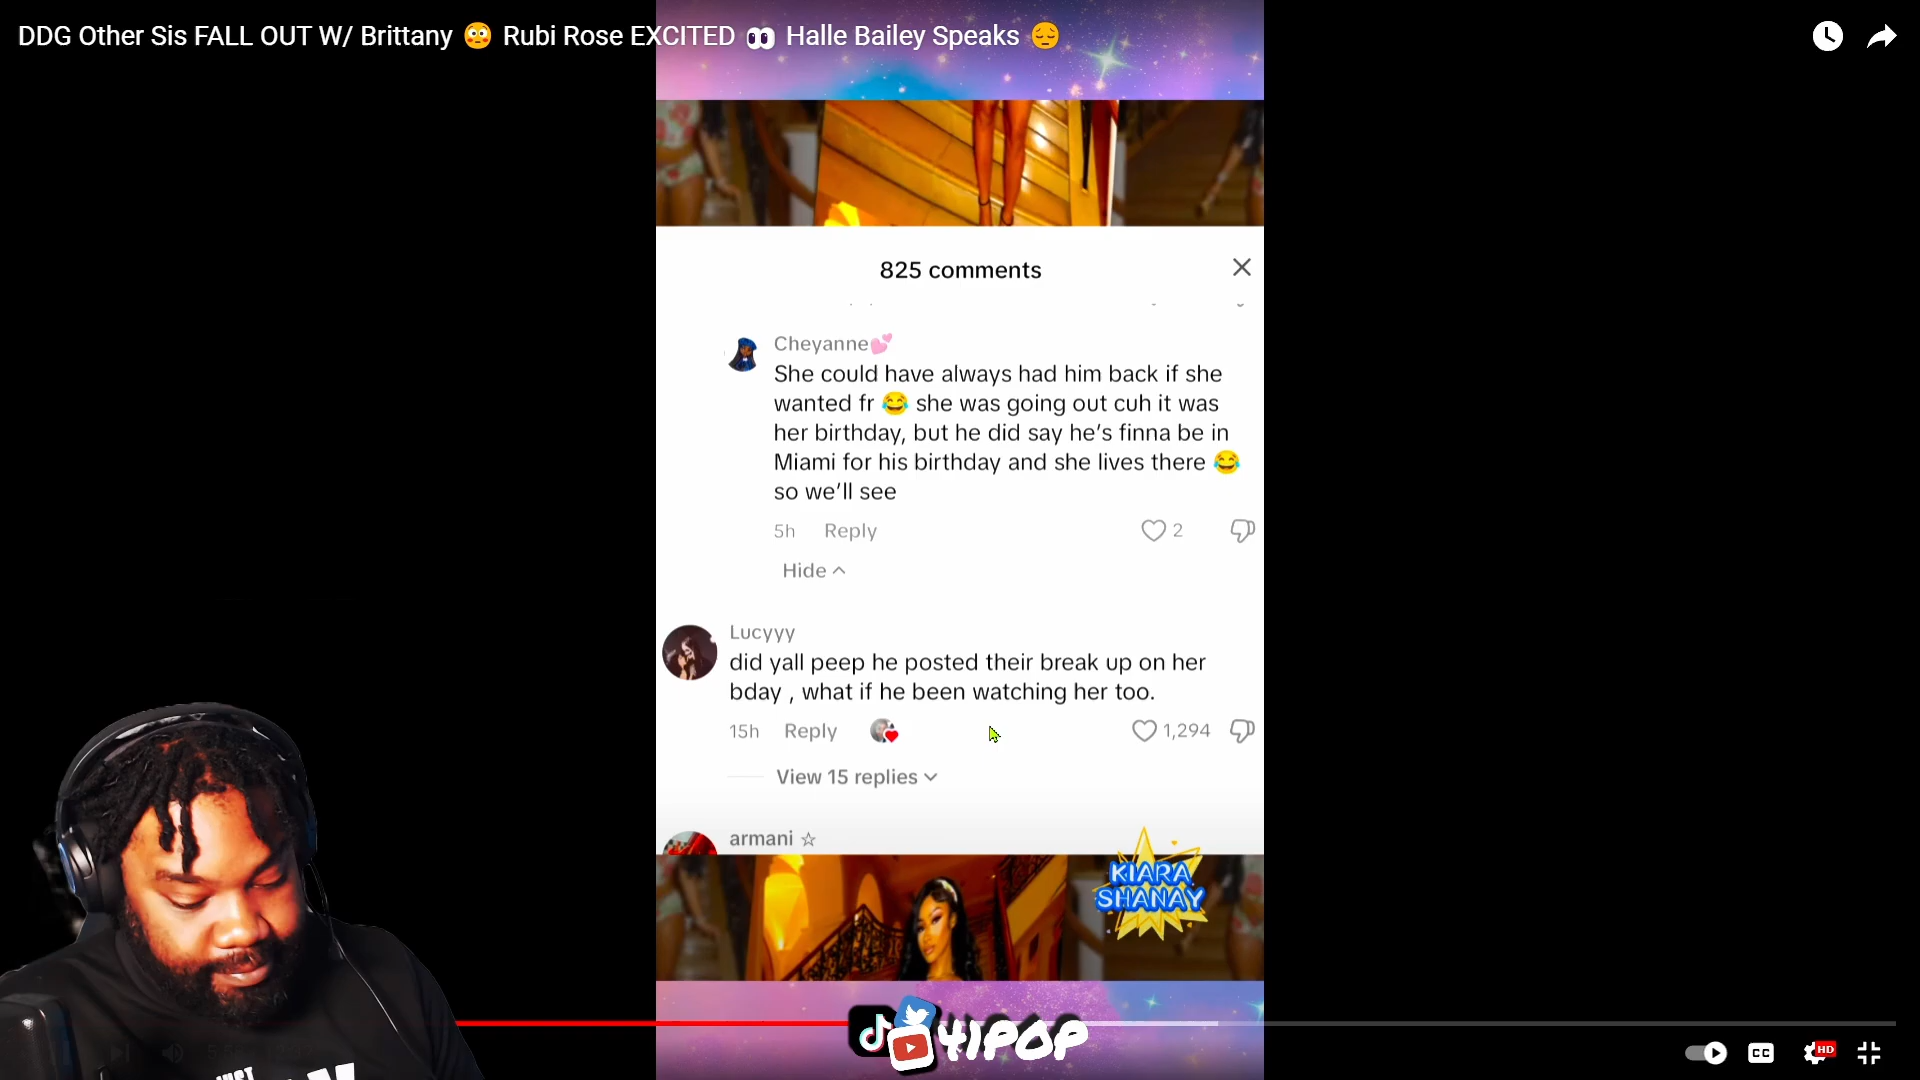 DDG Other Sis FALL OUT W/ Brittany 😳 Rubi Rose EXCITED 👀 Halle Bailey Speaks 😔
825 comments
Cheyanne💕
She could have always had him back if she
wanted fr 😂 she was going out cuh it was
her birthday, but he did say he's finna be in
Miami for his birthday and she lives there 😂
so we'll see
5h Reply 2
Hide
Lucyyy
did yall peep he posted their break up on her
bday , what if he been watching her too.
15h Reply 1,294
View 15 replies
armani ☆
KIARA
SHANAY
41POP
CC
HD
JUST